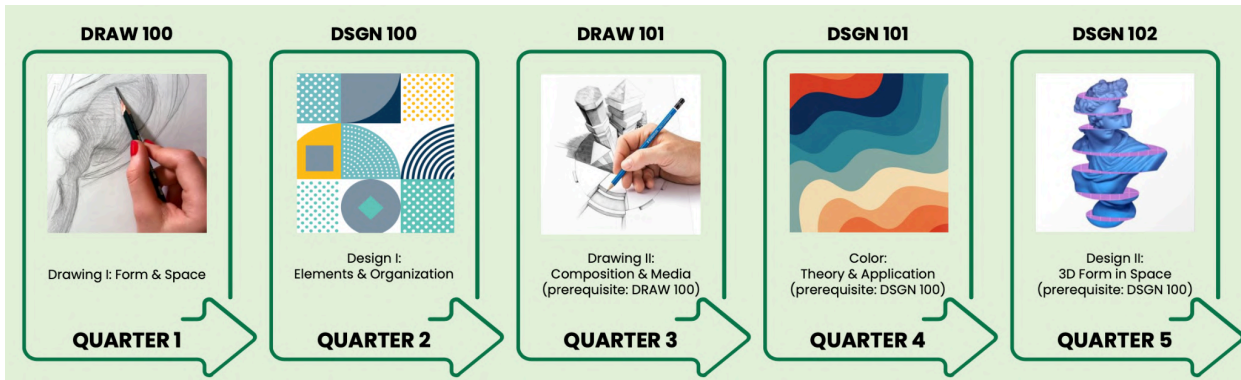 DRAW 100
Drawing I: Form & Space
QUARTER 1
DSGN 100
Design I:
Elements & Organization
QUARTER 2
DRAW 101
Drawing II:
Composition & Media
(prerequisite: DRAW 100)
QUARTER 3
DSGN 101
Color:
Theory & Application
(prerequisite: DSGN 100)
QUARTER 4
DSGN 102
Design II:
3D Form in Space
(prerequisite: DSGN 100)
QUARTER 5